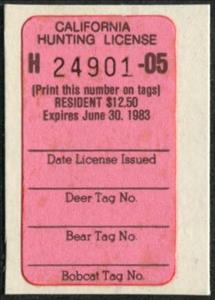 CALIFORNIA
HUNTING LICENSE
H 24901 -05
(Print this number on tags)
RESIDENT $12.50
Expires June 30, 1983
Date License Issued
Deer Tag No.
Bear Tag No.
Bobcat Tag No.